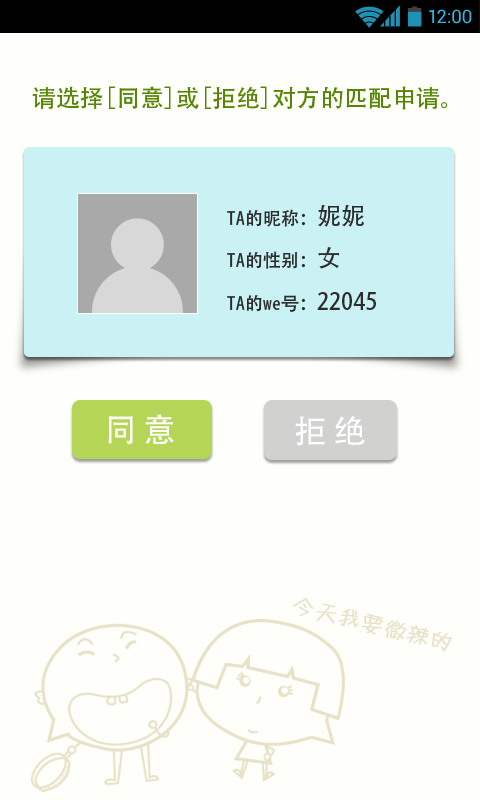 12:00
请选择[同意]或[拒绝]对方的匹配申请。
TA的昵称：妮妮
TA的性别：女
TA的we号：22045
同意
拒绝
今天我要微辣的